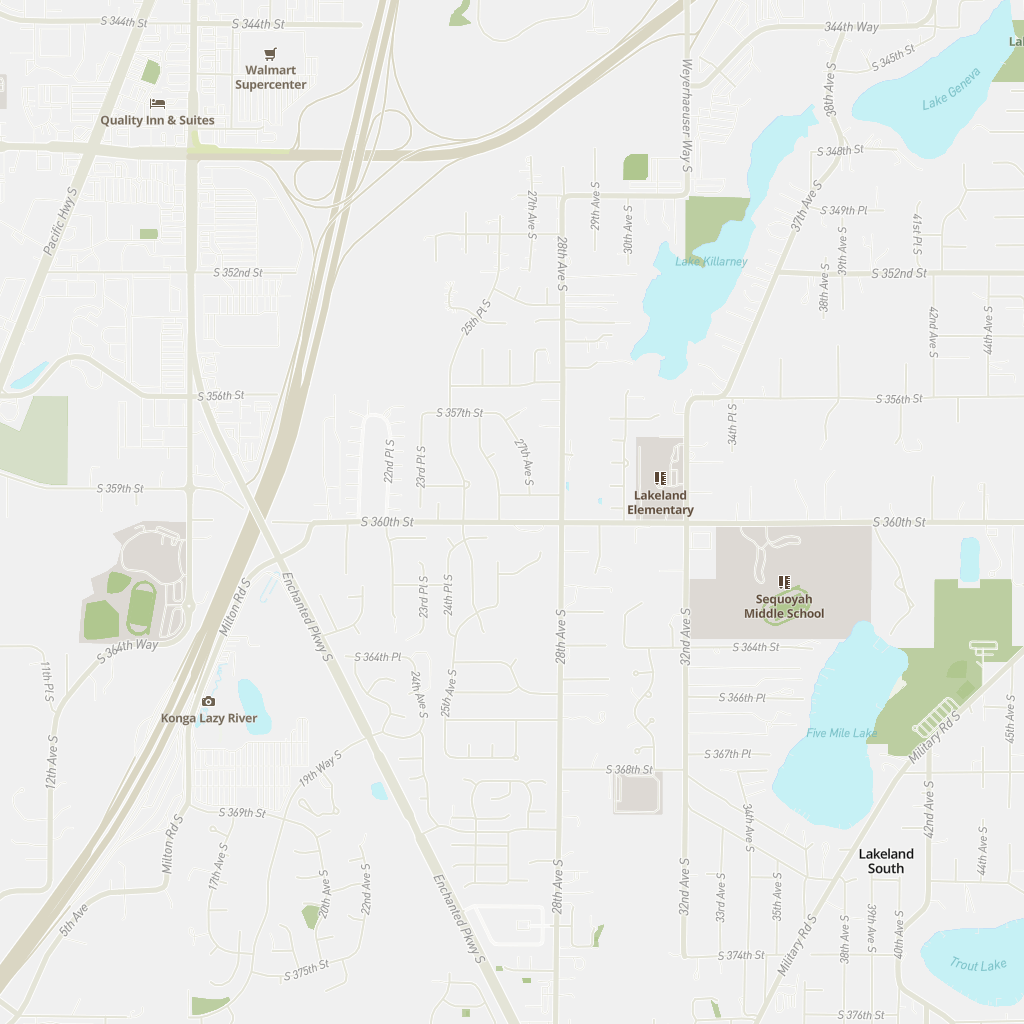 S 344th St
S 344th St
344th Way
La
S 345th St
Walmart
Supercenter
Weyerhaeuser Way S
38th Ave S
Lake Geneva
Quality Inn & Suites
S 348th St
Pacific Hwy S
27th Ave S
29th Ave S
30th Ave S
37th Ave S
S 349th Pl
41st Pl S
28th Ave S
39th Ave S
Lake Killarney
S 352nd St
S 352nd St
38th Ave S
25th Pl S
42nd Ave S
44th Ave S
S 356th St
S 356th St
S 357th St
34th Pl S
22nd Pl S
23rd Pl S
27th Ave S
S 359th St
Lakeland
Elementary
S 360th St
S 360th St
23rd Pl S
24th Pl S
Sequoyah
Middle School
Milton Rd S
Enchanted Pkwy S
28th Ave S
32nd Ave S
S 364th Way
S 364th St
S 364th Pl
11th Pl S
24th Ave S
25th Ave S
S 366th Pl
Konga Lazy River
45th Ave S
Five Mile Lake
Military Rd S
12th Ave S
19th Way S
S 367th Pl
S 368th St
S 369th St
34th Ave S
42nd Ave S
Milton Rd S
17th Ave S
Lakeland
South
44th Ave S
20th Ave S
22nd Ave S
Enchanted Pkwy S
28th Ave S
32nd Ave S
33rd Ave S
35th Ave S
5th Ave
38th Ave S
39th Ave S
40th Ave S
Military Rd S
S 374th St
S 375th St
Trout Lake
S 376th St